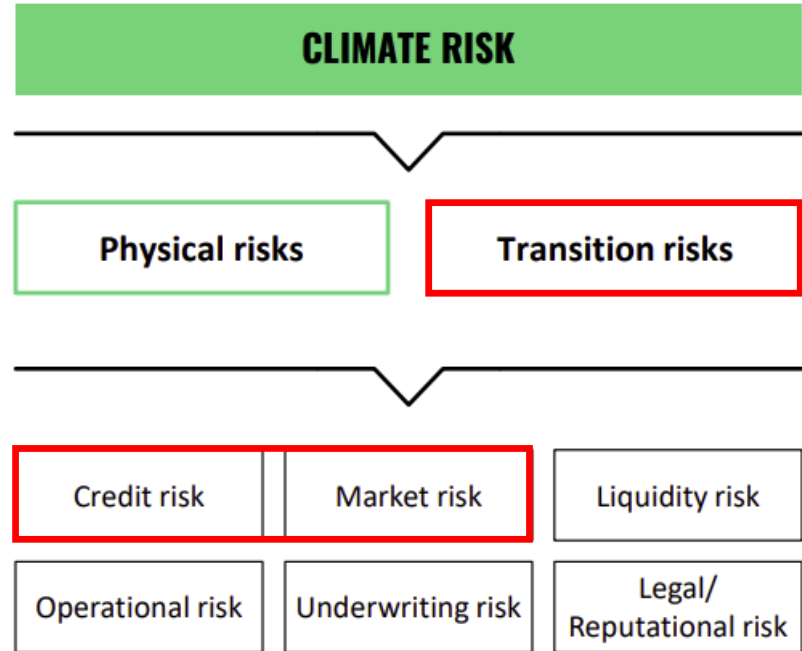 CLIMATE RISK
Physical risks
Transition risks
Credit risk
Market risk
Liquidity risk
Operational risk
Underwriting risk
Legal/
Reputational risk